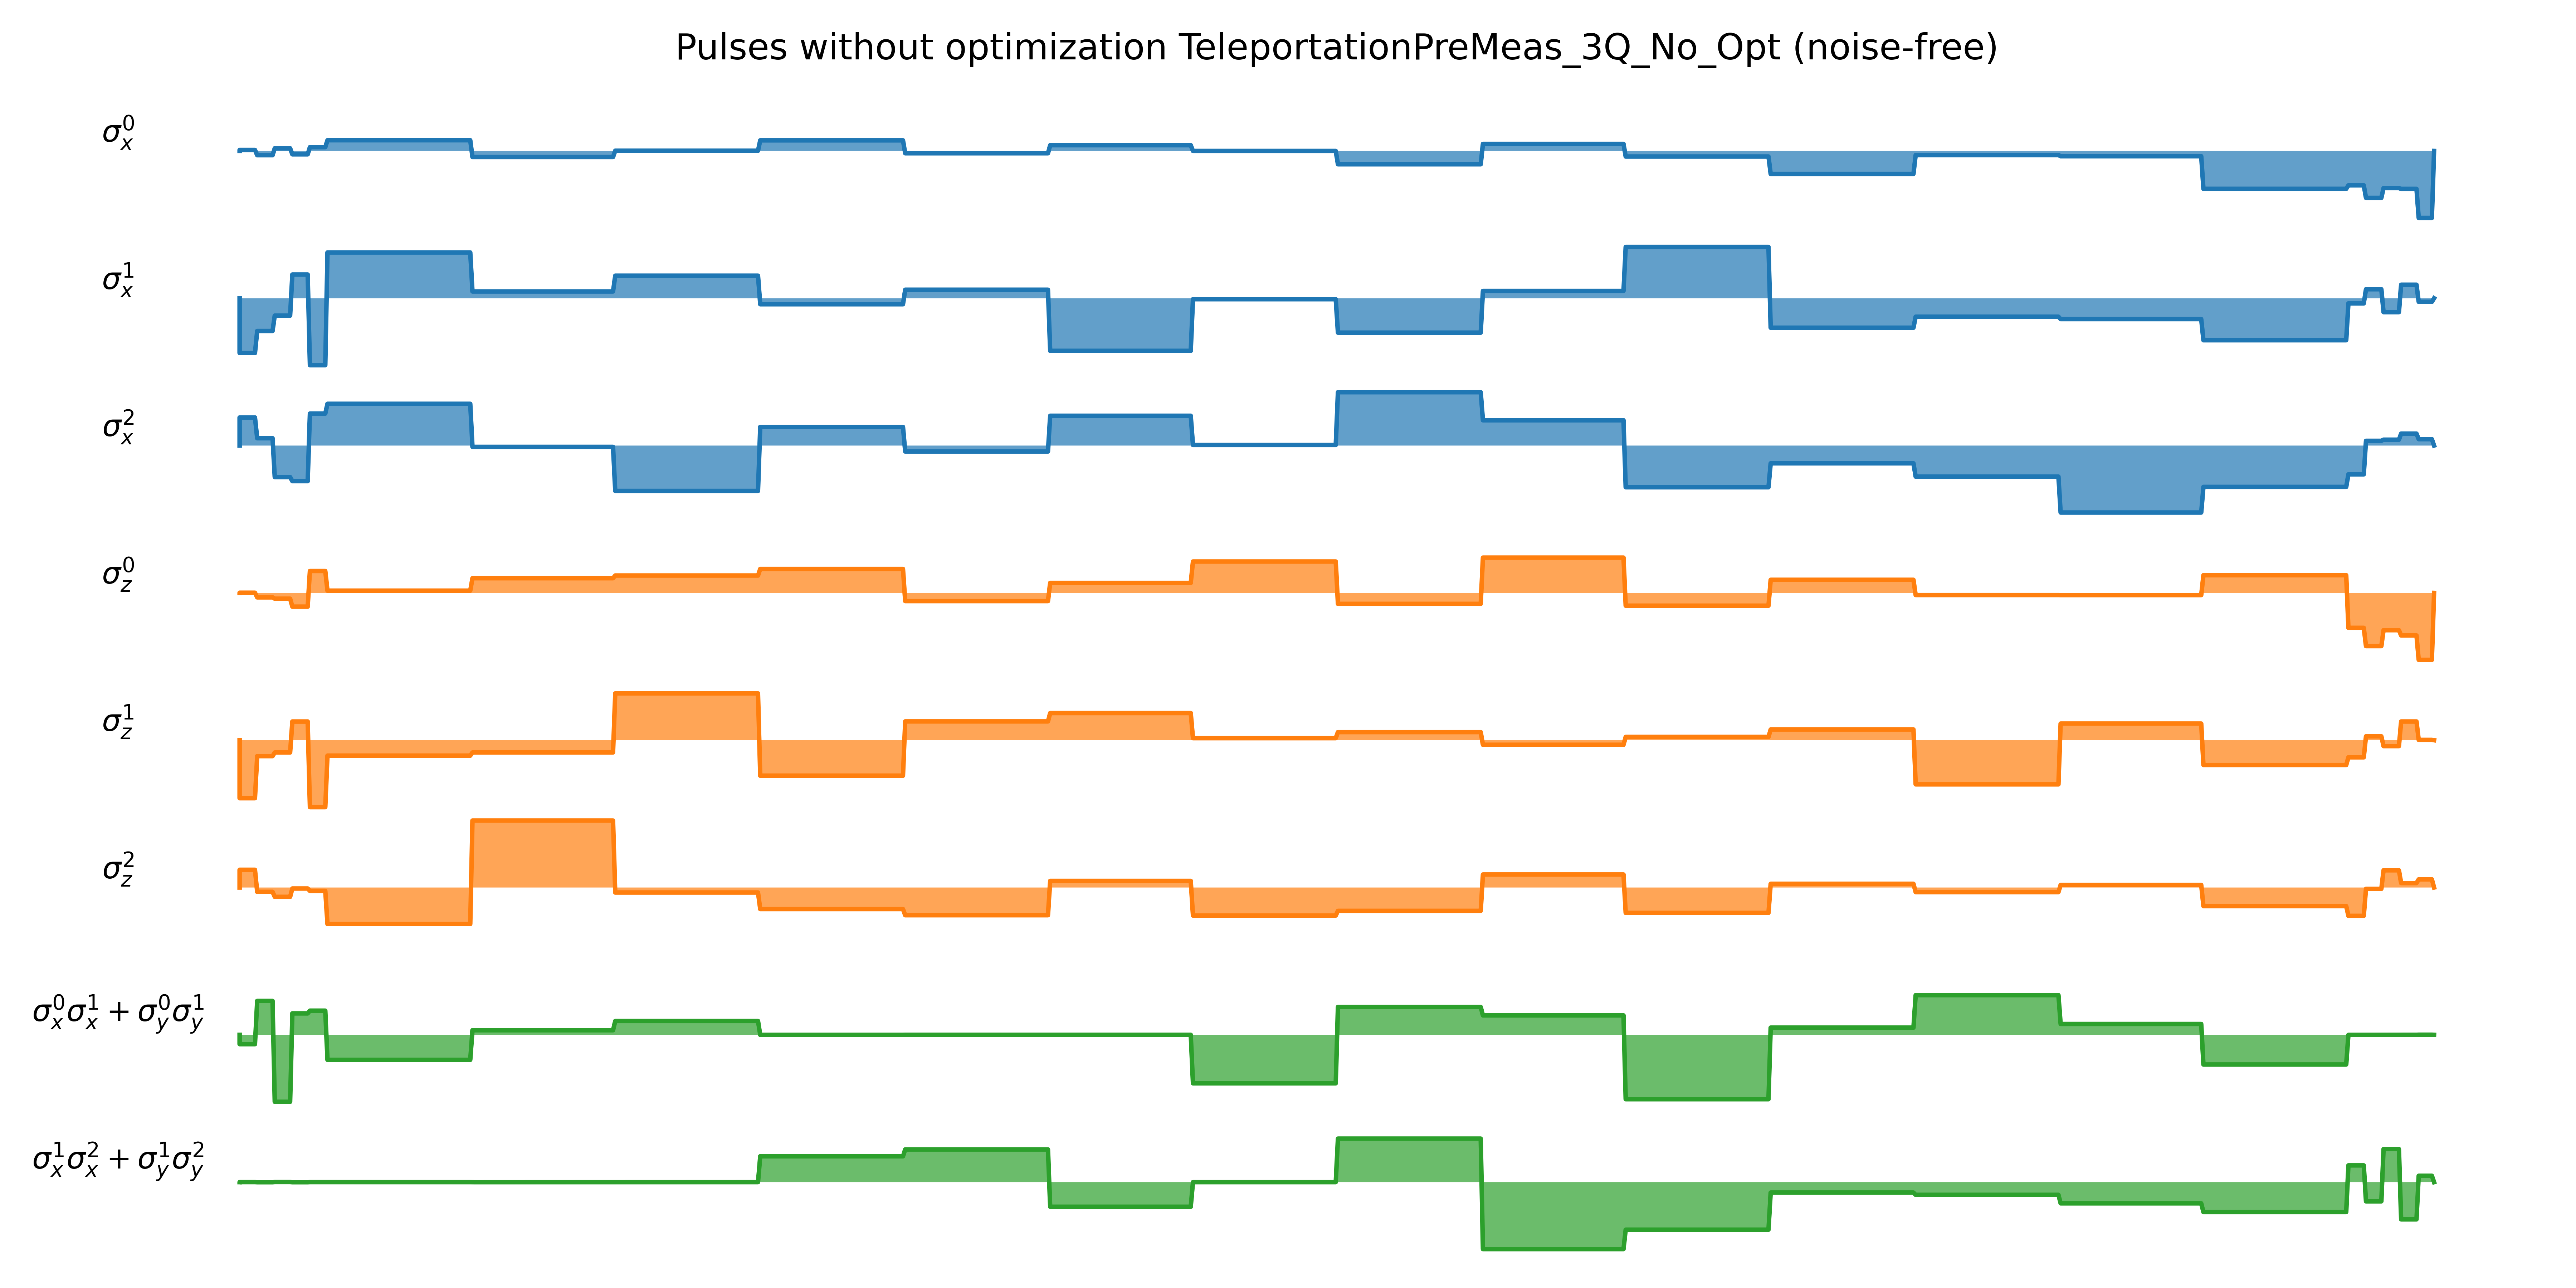 Pulses without optimization TeleportationPreMeas_3Q_No_Opt (noise-free)
σ_x^0
σ_x^1
σ_x^2
σ_z^0
σ_z^1
σ_z^2
σ_x^0σ_x^1 + σ_y^0σ_y^1
σ_x^1σ_x^2 + σ_y^1σ_y^2